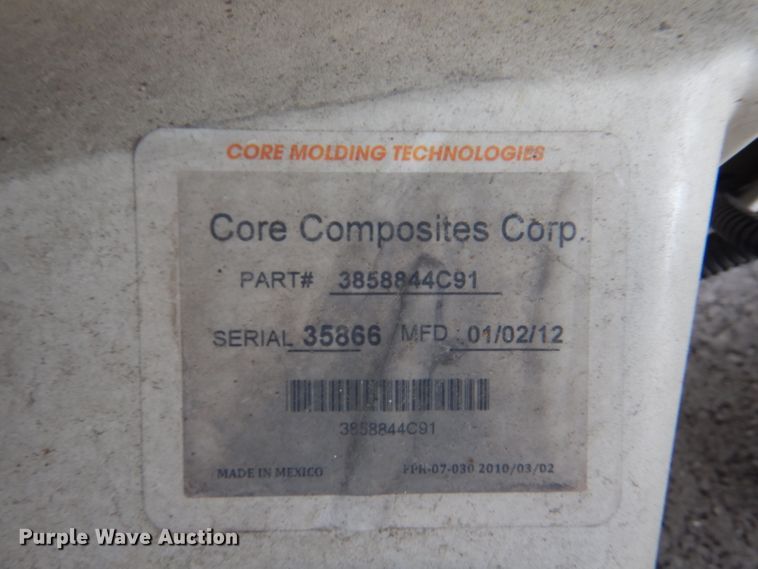 CORE MOLDING TECHNOLOGIES
Core Composites Corp.
PART# 3858844C91
SERIAL 35866 /MFD 01/02/12
3858844C91
MADE IN MEXICO PPR-07-030 2010/03/02
Purple Wave Auction